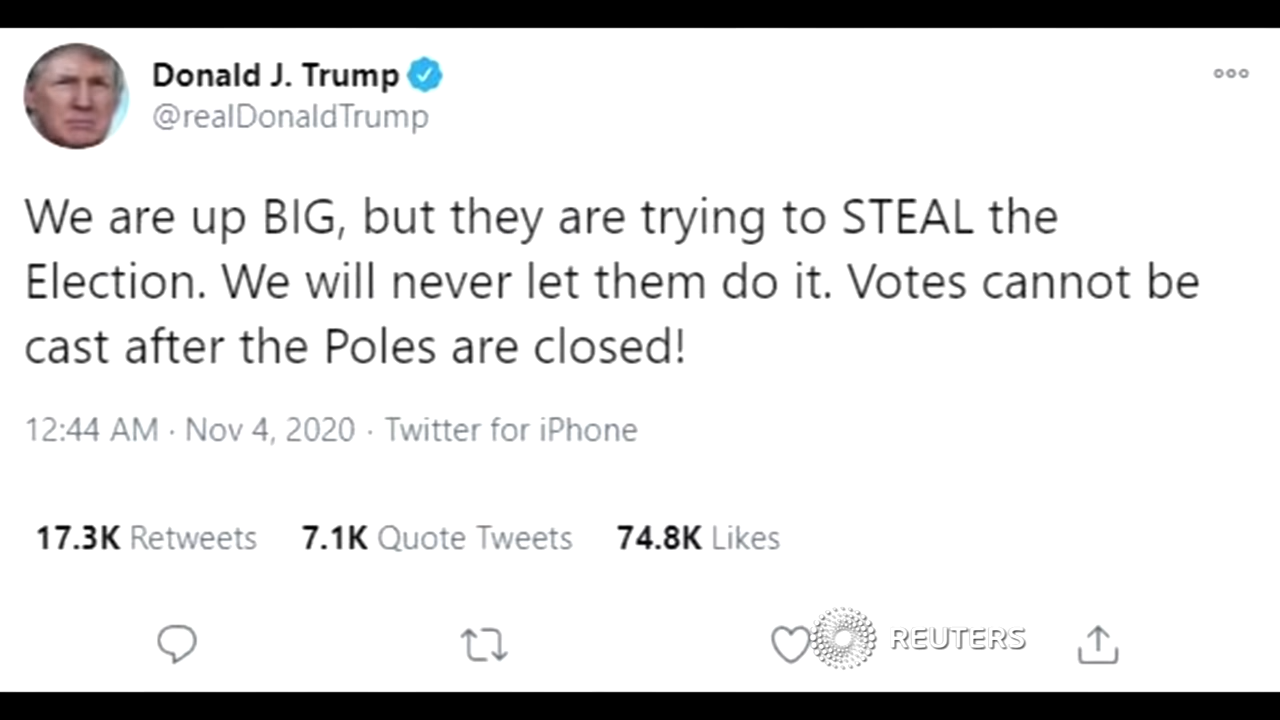 Donald J. Trump
@realDonaldTrump
We are up BIG, but they are trying to STEAL the
Election. We will never let them do it. Votes cannot be
cast after the Poles are closed!
12:44 AM · Nov 4, 2020 · Twitter for iPhone
17.3K Retweets 7.1K Quote Tweets 74.8K Likes
REUTERS